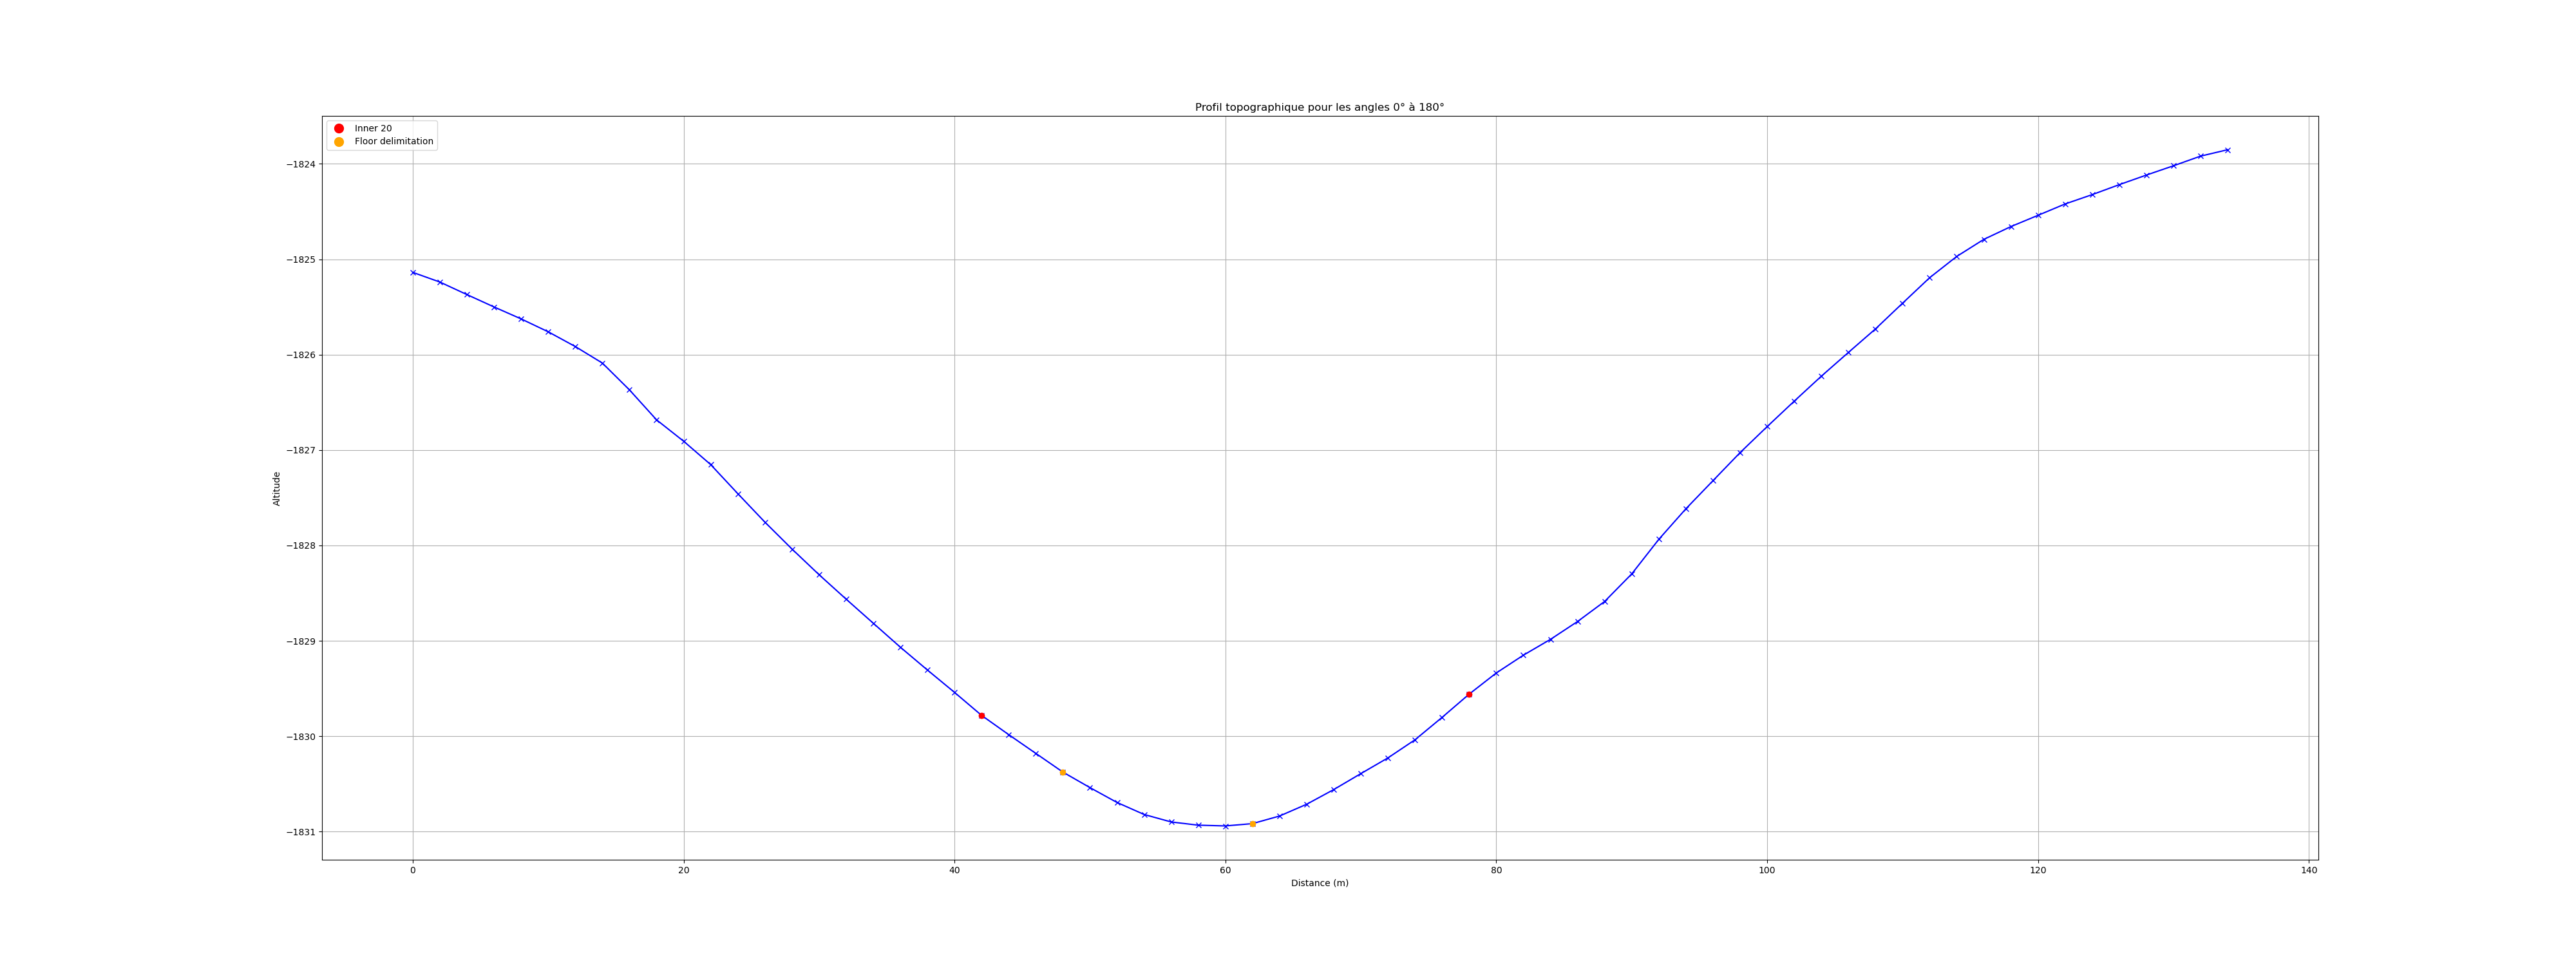 Profil topographique pour les angles 0° à 180°
Inner 20
Floor delimitation
−1824
−1825
−1826
−1827
−1828
−1829
−1830
−1831
Altitude
0 20 40 60 80 100 120 140
Distance (m)